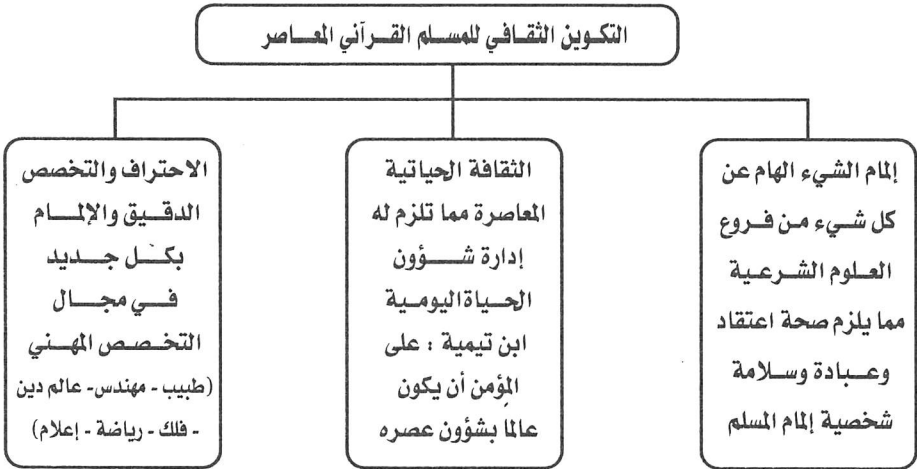 التكوين الثقافي للمسلم القرآني المعاصر
إلمام الشيء الهام عن
كل شيء من فروع
العلوم الشرعية
مما يلزم صحة اعتقاد
وعبادة وسلامة
شخصية إلمام المسلم
الثقافة الحياتية
المعاصرة مما تلزم له
إدارة شؤون
الحياة اليومية
ابن تيمية : على
المؤمن أن يكون
عالما بشؤون عصره
الاحتراف والتخصص
الدقيق والإلمام
بكل جديد
في مجال
التخصص المهني
(طبيب - مهندس- عالم دين
- فلك - رياضة - إعلام)